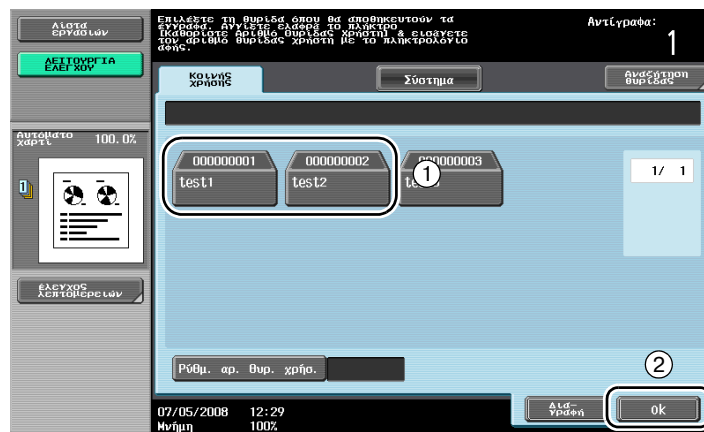 Λίστα
εργασιών
ΛΕΙΤΟΥΡΓΙΑ
ΕΛΕΓΧΟΥ
Επιλέξτε τη θυρίδα όπου θα αποθηκευτούν τα
έγγραφα. Αγγίξτε ελαφρά το πλήκτρο
[Καθορίστε Αριθμό Θυρίδας Χρήστη] & εισάγετε
τον αριθμό θυρίδας χρήστη με το πληκτρολόγιο
αφής.
Αντίγραφα:
1
Κοινής
χρήσης
Σύστημα
Αναζήτηση
θυρίδας
Αυτόματο
χαρτί
100.0%
1
000000001
test1
000000002
test2
1
000000003
1/ 1
έλεγχος
λεπτομερειών
Ρύθμ. αρ. θυρ. χρήσ.
2
07/05/2008 12:29
Μνήμη 100%
Δια-
γραφή
Ok